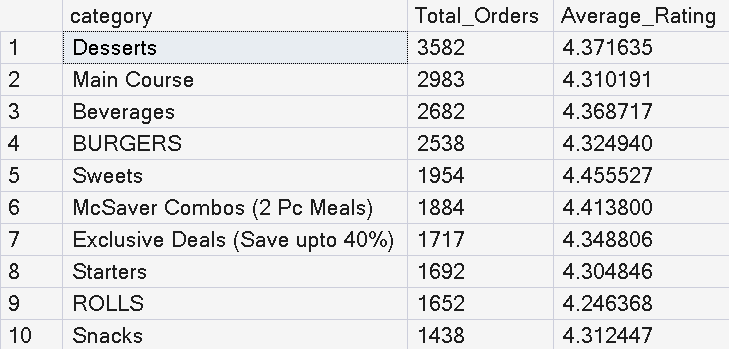 category Total_Orders Average_Rating
1 Desserts 3582 4.371635
2 Main Course 2983 4.310191
3 Beverages 2682 4.368717
4 BURGERS 2538 4.324940
5 Sweets 1954 4.455527
6 McSaver Combos (2 Pc Meals) 1884 4.413800
7 Exclusive Deals (Save upto 40%) 1717 4.348806
8 Starters 1692 4.304846
9 ROLLS 1652 4.246368
10 Snacks 1438 4.312447